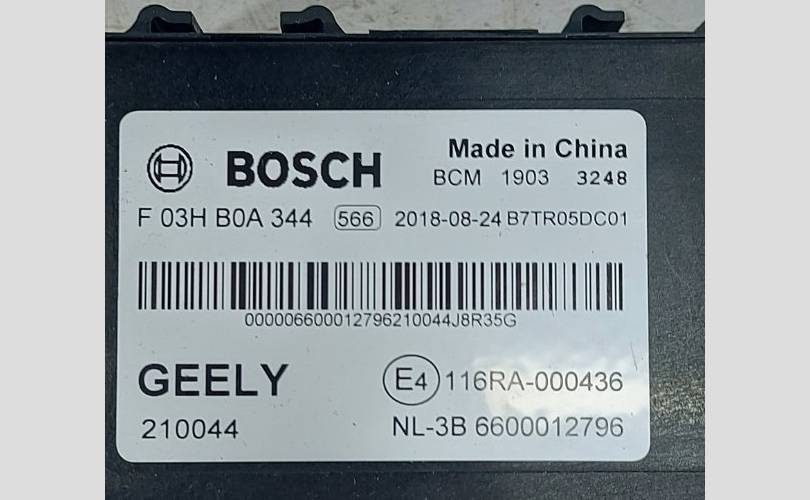 BOSCH
Made in China
BCM 1903 3248
F 03H B0A 344 566 2018-08-24 B7TR05DC01
000006600012796210044J8R35G
GEELY E4 116RA-000436
210044 NL-3B 6600012796